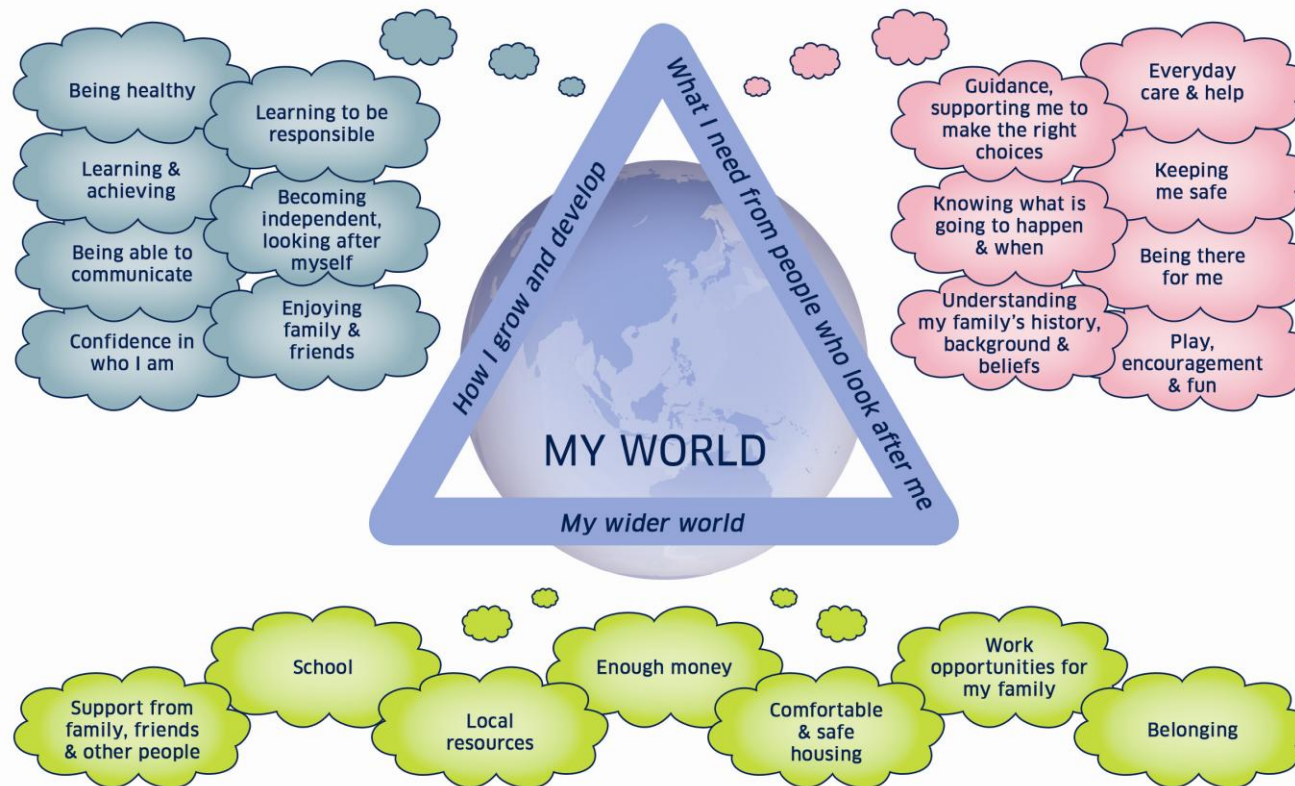 Being healthy
Learning to be
responsible
Learning &
achieving
Becoming
independent,
looking after
myself
Being able to
communicate
Enjoying
family &
friends
Confidence in
who I am
How I grow and develop
What I need from people who look after me
MY WORLD
My wider world
Guidance,
supporting me to
make the right
choices
Everyday
care & help
Keeping
me safe
Knowing what is
going to happen
& when
Being there
for me
Understanding
my family's history,
background &
beliefs
Play,
encouragement
& fun
Support from
family, friends
& other people
School
Local
resources
Enough money
Comfortable
& safe
housing
Work
opportunities for
my family
Belonging